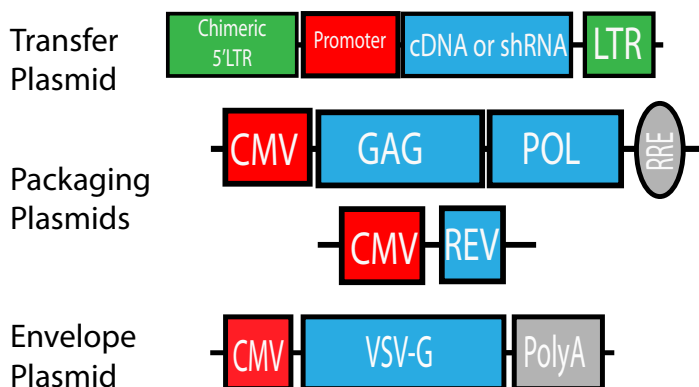 Transfer
Plasmid
Chimeric
5'LTR
Promoter
cDNA or shRNA
LTR
Packaging
Plasmids
CMV
GAG
POL
RRE
CMV
REV
Envelope
Plasmid
CMV
VSV-G
PolyA